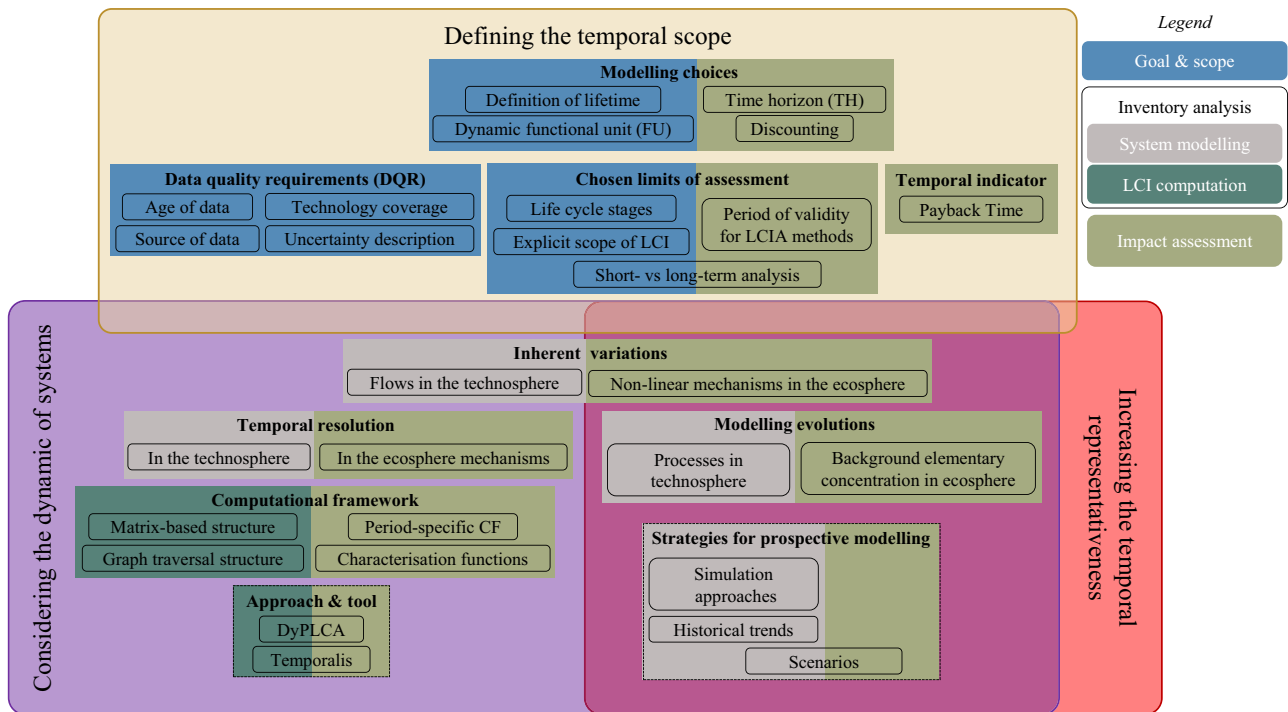 Defining the temporal scope
Legend
Modelling choices
Definition of lifetime
Time horizon (TH)
Dynamic functional unit (FU)
Discounting
Goal & scope
Inventory analysis
System modelling
LCI computation
Impact assessment
Data quality requirements (DQR)
Age of data
Technology coverage
Source of data
Uncertainty description
Chosen limits of assessment
Life cycle stages
Explicit scope of LCI
Period of validity
for LCIA methods
Short- vs long-term analysis
Temporal indicator
Payback Time
Considering the dynamic of systems
Inherent variations
Flows in the technosphere
Non-linear mechanisms in the ecosphere
Temporal resolution
In the technosphere
In the ecosphere mechanisms
Computational framework
Matrix-based structure
Period-specific CF
Graph traversal structure
Characterisation functions
Approach & tool
DyPLCA
Temporalis
Modelling evolutions
Processes in
technosphere
Background elementary
concentration in ecosphere
Strategies for prospective modelling
Simulation
approaches
Historical trends
Scenarios
Increasing the temporal
representativeness